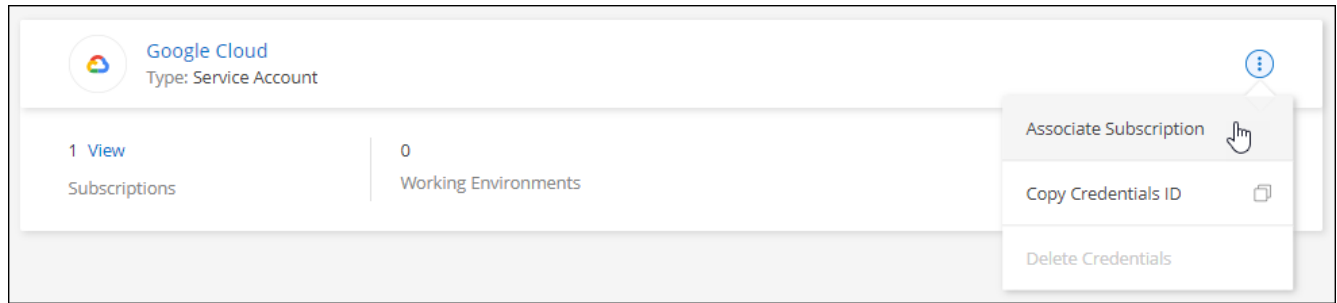 Google Cloud
Type: Service Account
Associate Subscription
1 View
0
Subscriptions
Working Environments
Copy Credentials ID
Delete Credentials